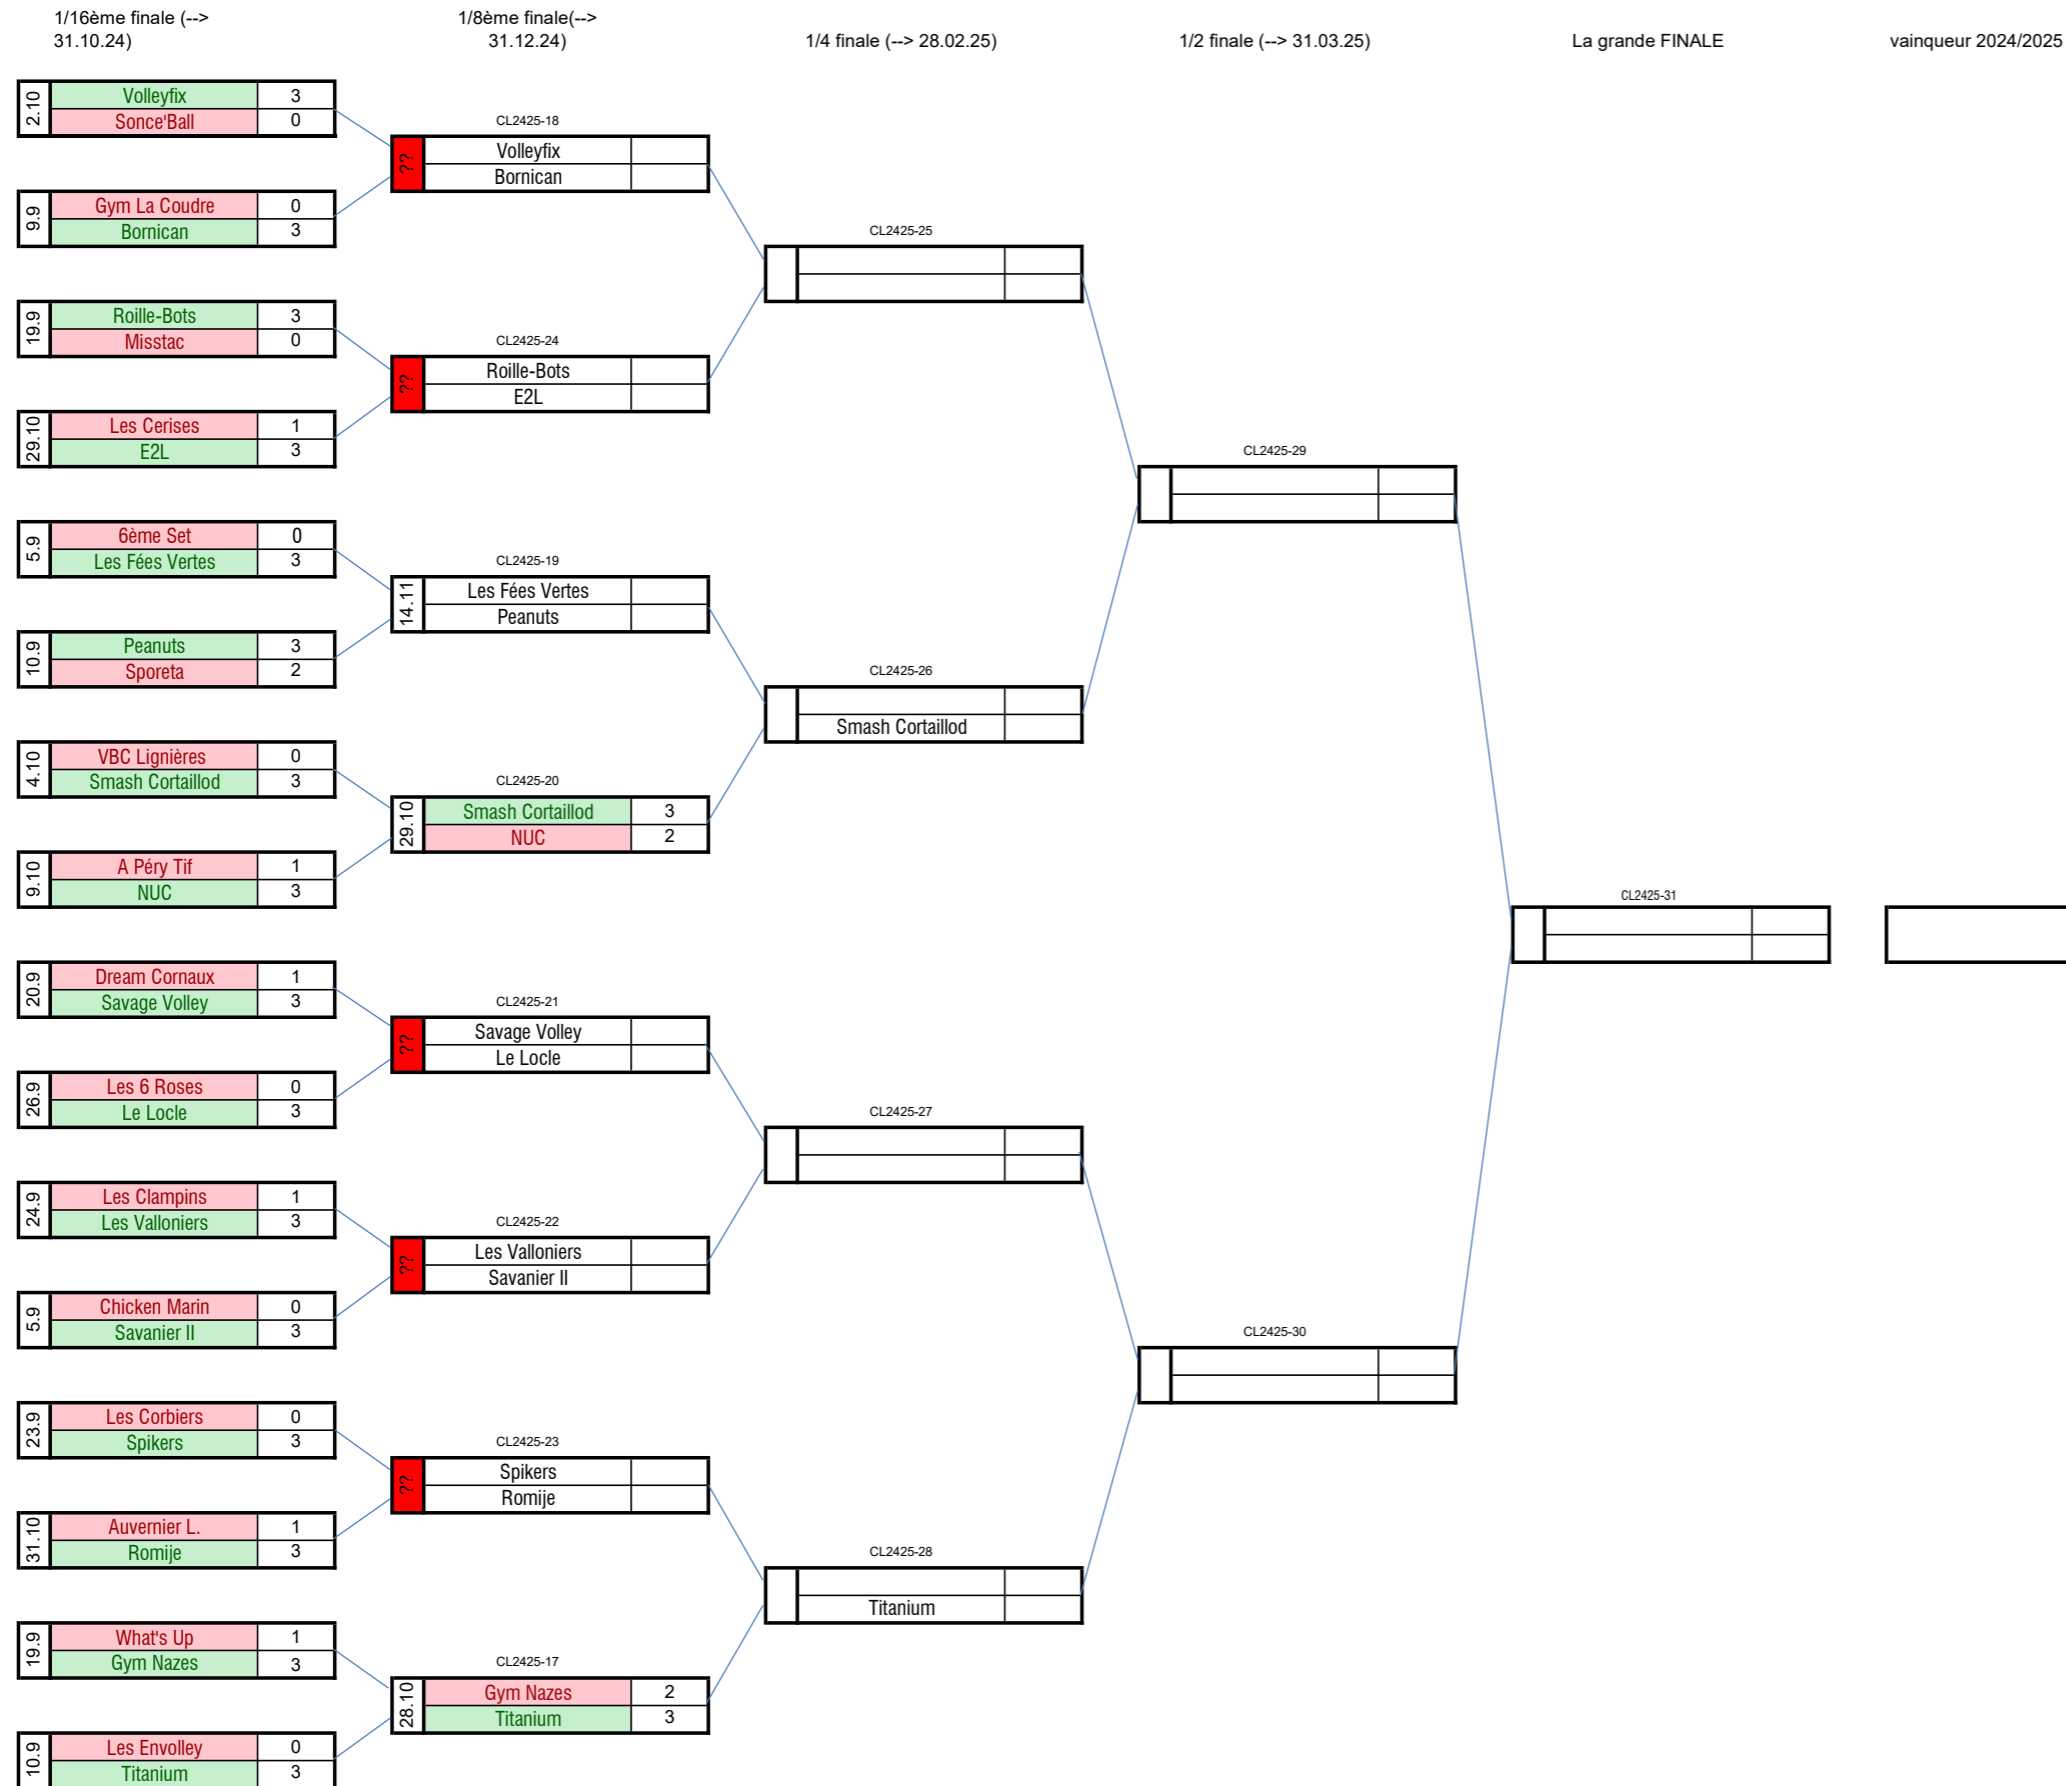 1/16ème finale (-->
31.10.24)
1/8ème finale(-->
31.12.24)
1/4 finale (--> 28.02.25)
1/2 finale (--> 31.03.25)
La grande FINALE
vainqueur 2024/2025
2.10
Volleyfix 3
Sonce'Ball 0
9.9
Gym La Coudre 0
Bornican 3
19.9
Roille-Bots 3
Misstac 0
29.10
Les Cerises 1
E2L 3
5.9
6ème Set 0
Les Fées Vertes 3
10.9
Peanuts 3
Sporeta 2
4.10
VBC Lignières 0
Smash Cortaillod 3
9.10
A Péry Tif 1
NUC 3
20.9
Dream Cornaux 1
Savage Volley 3
26.9
Les 6 Roses 0
Le Locle 3
24.9
Les Clampins 1
Les Valloniers 3
5.9
Chicken Marin 0
Savanier II 3
23.9
Les Corbiers 0
Spikers 3
31.10
Auvernier L. 1
Romije 3
19.9
What's Up 1
Gym Nazes 3
10.9
Les Envolley 0
Titanium 3
CL2425-18
??
Volleyfix
Bornican
CL2425-24
??
Roille-Bots
E2L
CL2425-19
14.11
Les Fées Vertes
Peanuts
CL2425-20
29.10
Smash Cortaillod 3
NUC 2
CL2425-21
??
Savage Volley
Le Locle
CL2425-22
??
Les Valloniers
Savanier II
CL2425-23
??
Spikers
Romije
CL2425-17
28.10
Gym Nazes 2
Titanium 3
CL2425-25
CL2425-26
Smash Cortaillod
CL2425-27
CL2425-28
Titanium
CL2425-29
CL2425-30
CL2425-31